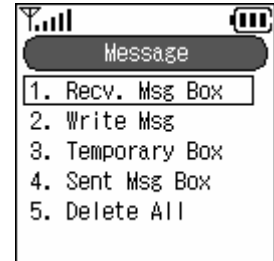 Message
1. Recv. Msg Box
2. Write Msg
3. Temporary Box
4. Sent Msg Box
5. Delete All